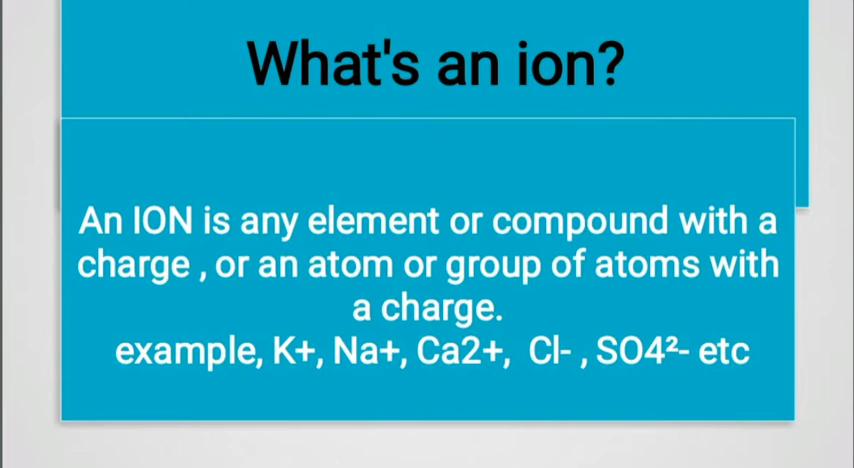 What's an ion?
An ION is any element or compound with a
charge , or an atom or group of atoms with
a charge.
example, K+, Na+, Ca2+, Cl- , SO4²- etc